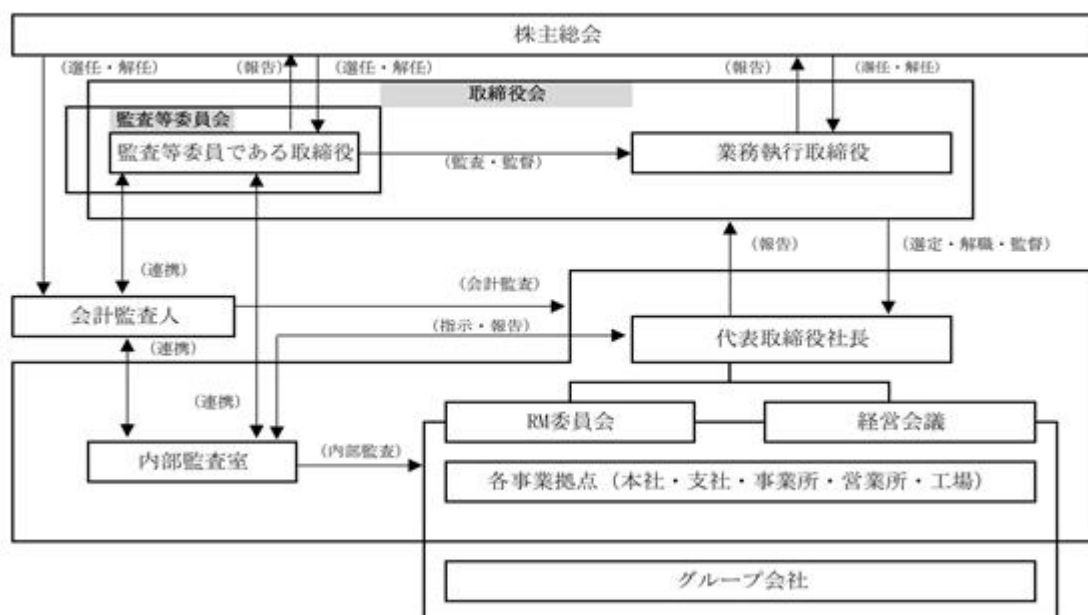 株主総会
(選任・解任)
(報告)
(選任・解任)
(報告)
(選任・解任)
取締役会
監査等委員会
監査等委員である取締役
(監査・監督)
業務執行取締役
(連携)
(報告)
(選定・解職・監督)
(会計監査)
会計監査人
(指示・報告)
代表取締役社長
(連携)
(連携)
RM委員会
経営会議
内部監査室
(内部監査)
各事業拠点(本社・支社・事業所・営業所・工場)
グループ会社